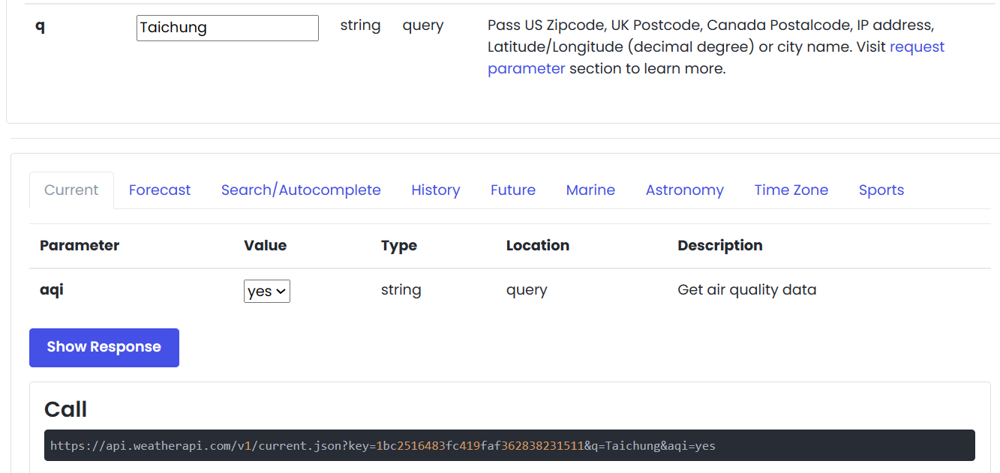 q Taichung string query Pass US Zipcode, UK Postcode, Canada Postalcode, IP address,
Latitude/Longitude (decimal degree) or city name. Visit request
parameter section to learn more.
Current Forecast Search/Autocomplete History Future Marine Astronomy Time Zone Sports
Parameter Value Type Location Description
aqi yes string query Get air quality data
Show Response
Call
https://api.weatherapi.com/v1/current.json?key=1bc2516483fc419faf362838231511&q=Taichung&aqi=yes